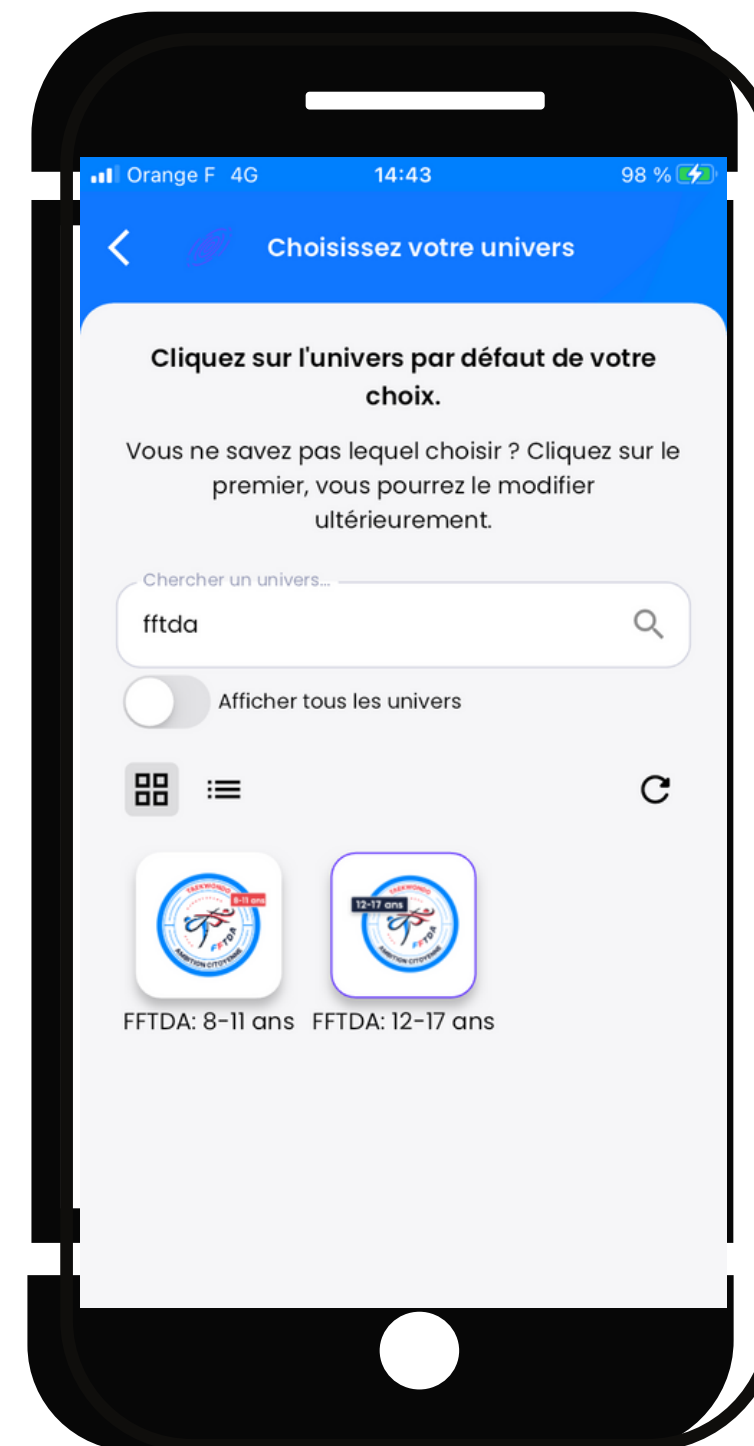 Orange F 4G 14:43 98 %
Choisissez votre univers
Cliquez sur l'univers par défaut de votre
choix.
Vous ne savez pas lequel choisir ? Cliquez sur le
premier, vous pourrez le modifier
ultérieurement.
Chercher un univers...
fftda
Afficher tous les univers
TAEKWONDO
8-11 ans
FFTDA
AMBITION CITOYENNE
TAEKWONDO
12-17 ans
FFTDA
AMBITION CITOYENNE
FFTDA: 8-11 ans FFTDA: 12-17 ans